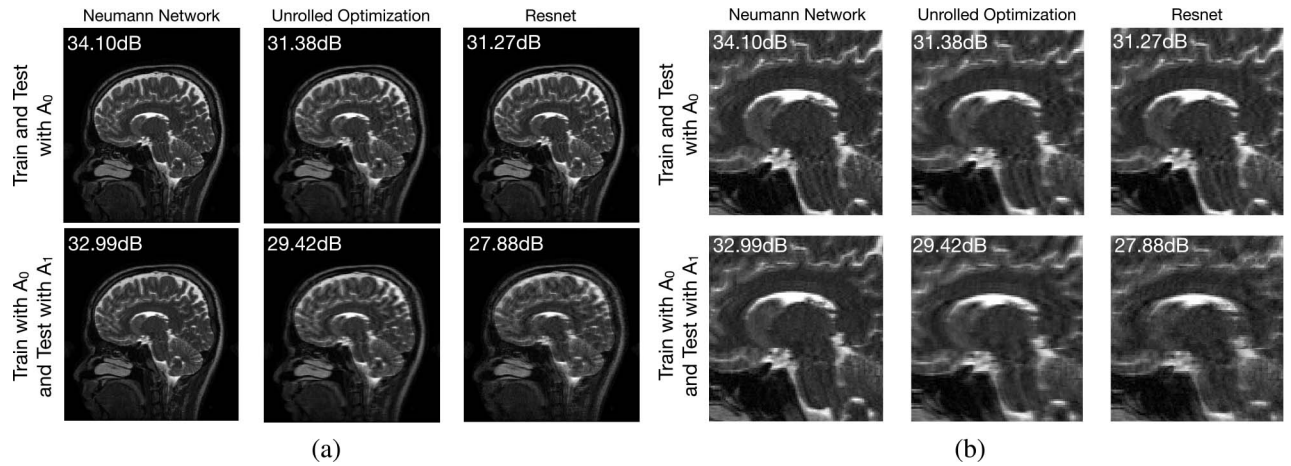 Neumann Network Unrolled Optimization Resnet
Train and Test
with A₀
34.10dB 31.38dB 31.27dB
Train with A₀
and Test with A₁
32.99dB 29.42dB 27.88dB
(a)
Neumann Network Unrolled Optimization Resnet
Train and Test
with A₀
34.10dB 31.38dB 31.27dB
Train with A₀
and Test with A₁
32.99dB 29.42dB 27.88dB
(b)